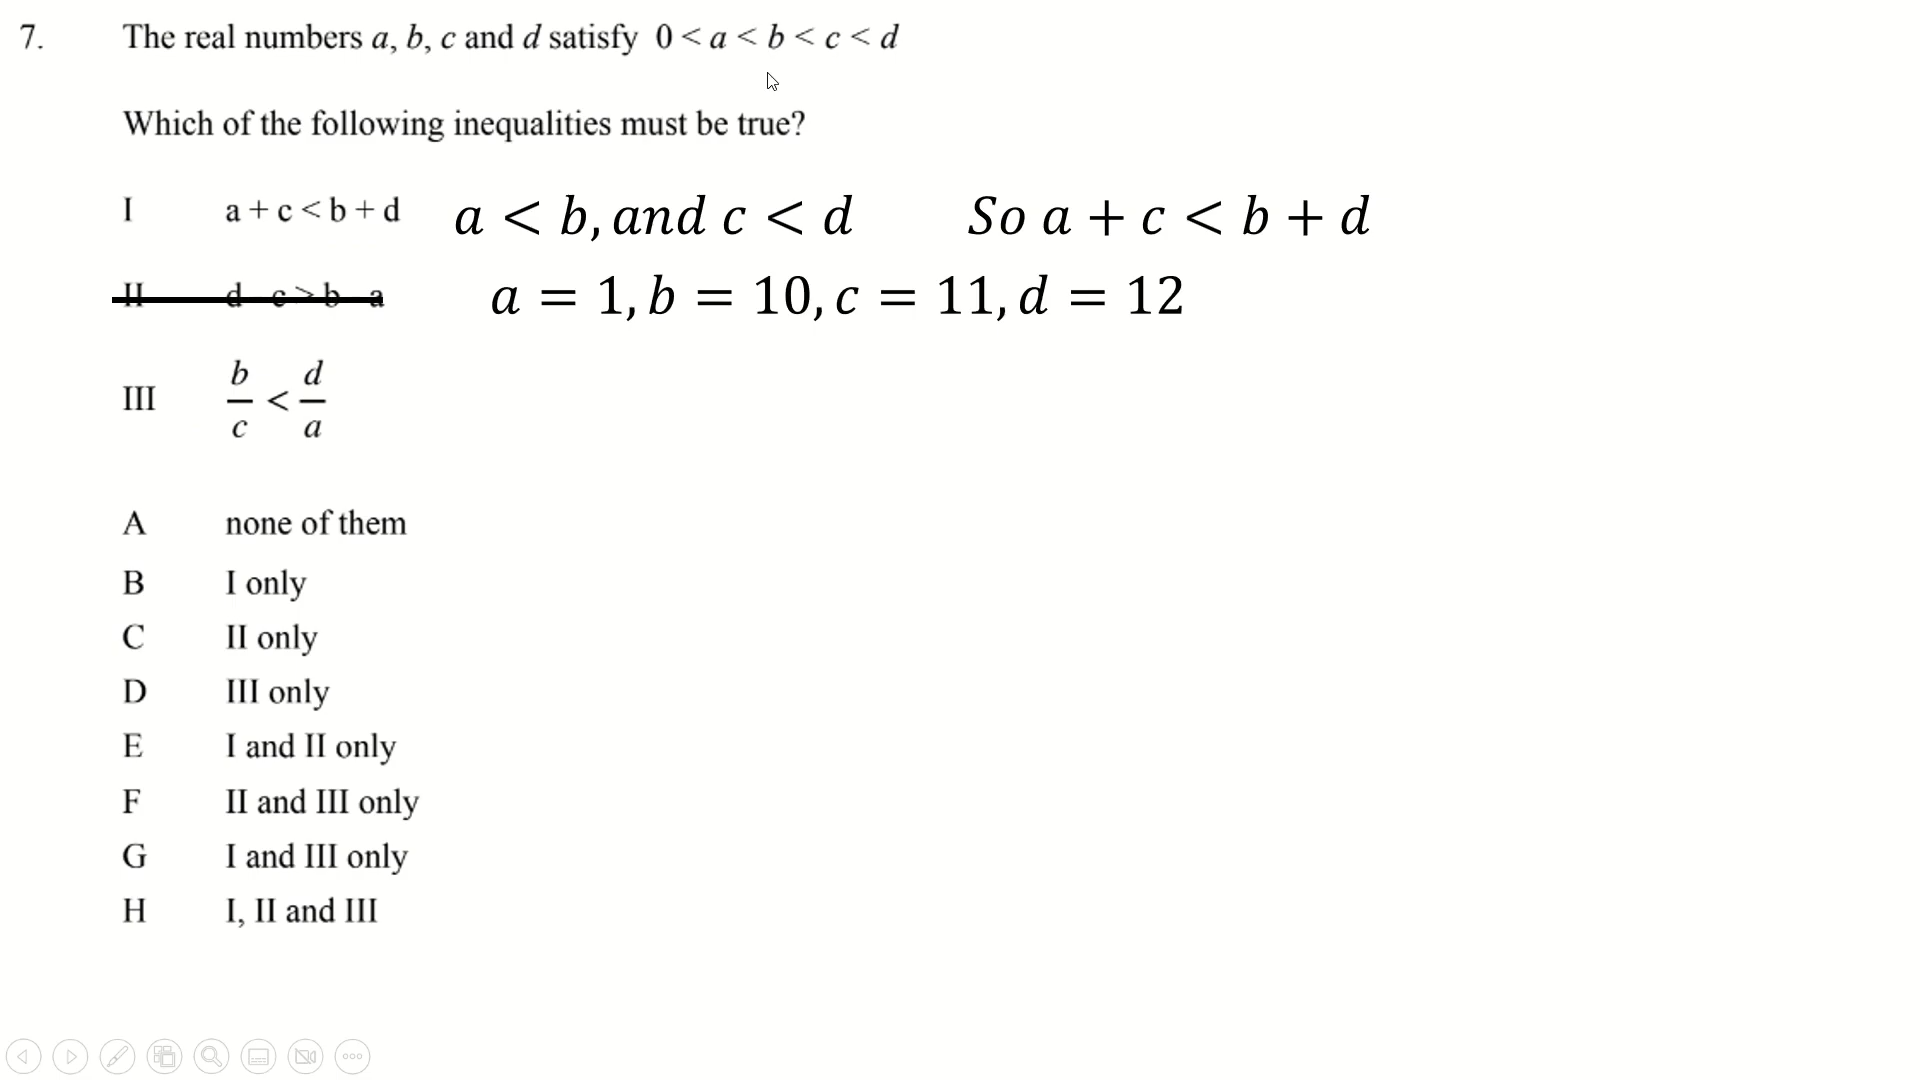 7. The real numbers a, b, c and d satisfy 0 < a < b < c < d
Which of the following inequalities must be true?
I a + c < b + d a < b, and c < d So a + c < b + d
II d - c > b - a a = 1, b = 10, c = 11, d = 12
III b/c < d/a
A none of them
B I only
C II only
D III only
E I and II only
F II and III only
G I and III only
H I, II and III